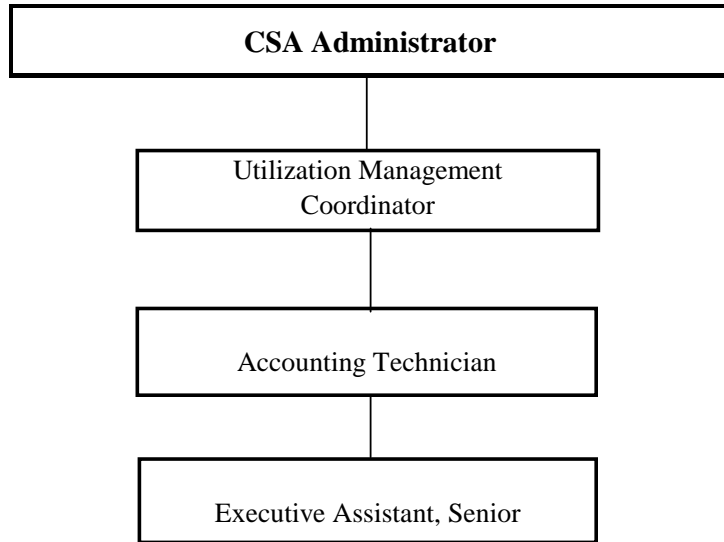 CSA Administrator
Utilization Management
Coordinator
Accounting Technician
Executive Assistant, Senior